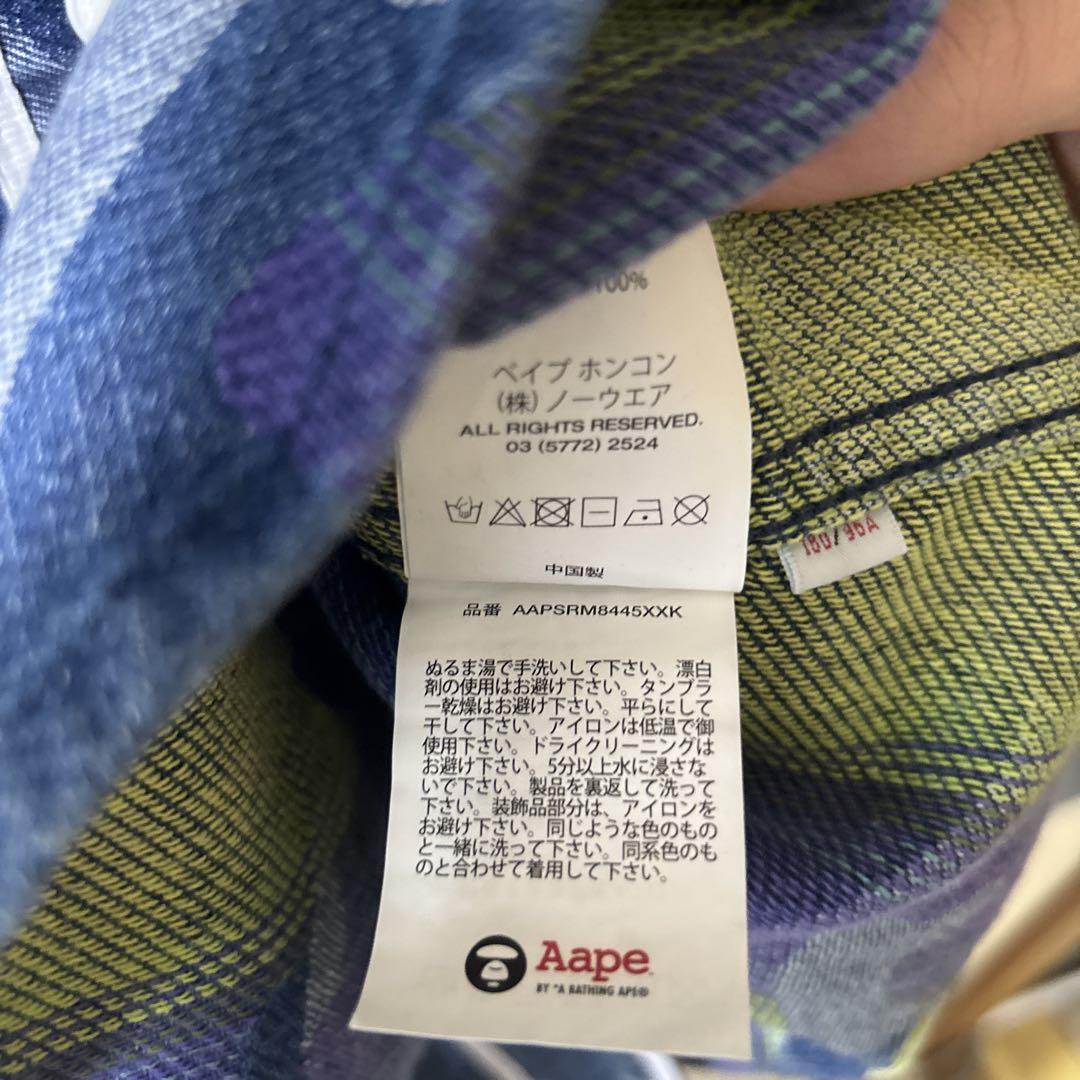 100%
ベイプ ホンコン
(株) ノーウエア
ALL RIGHTS RESERVED.
03 (5772) 2524
中国製
品番 AAPSRM8445XXK
ぬるま湯で手洗いして下さい。漂白
剤の使用はお避け下さい。タンブラ
ー乾燥はお避け下さい。平らにして
干して下さい。アイロンは低温で御
使用下さい。ドライクリーニングは
お避け下さい。5分以上水に浸さな
いで下さい。製品を裏返して洗って
下さい。装飾品部分は、アイロンを
お避け下さい。同じような色のもの
と一緒に洗って下さい。同系色のも
のと合わせて着用して下さい。
Aape
BY *A BATHING APE®
180/96A